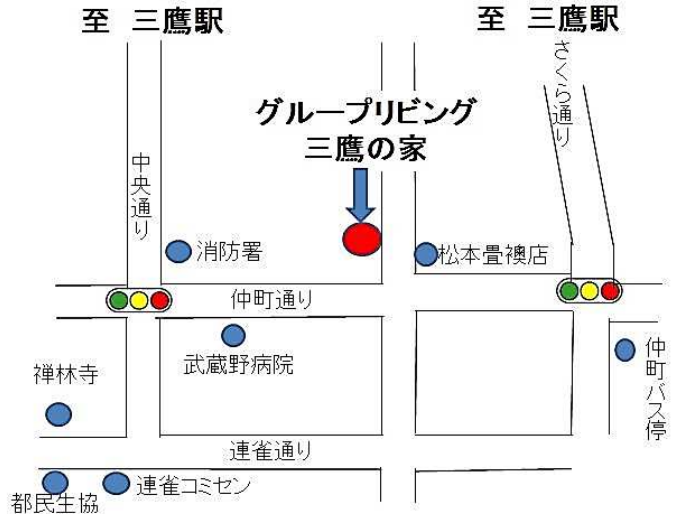 至 三鷹駅
至 三鷹駅
さくら通り
グループリビング
三鷹の家
中央通り
消防署
松本畳襖店
仲町通り
武蔵野病院
仲町バス停
禅林寺
連雀通り
連雀コミセン
都民生協